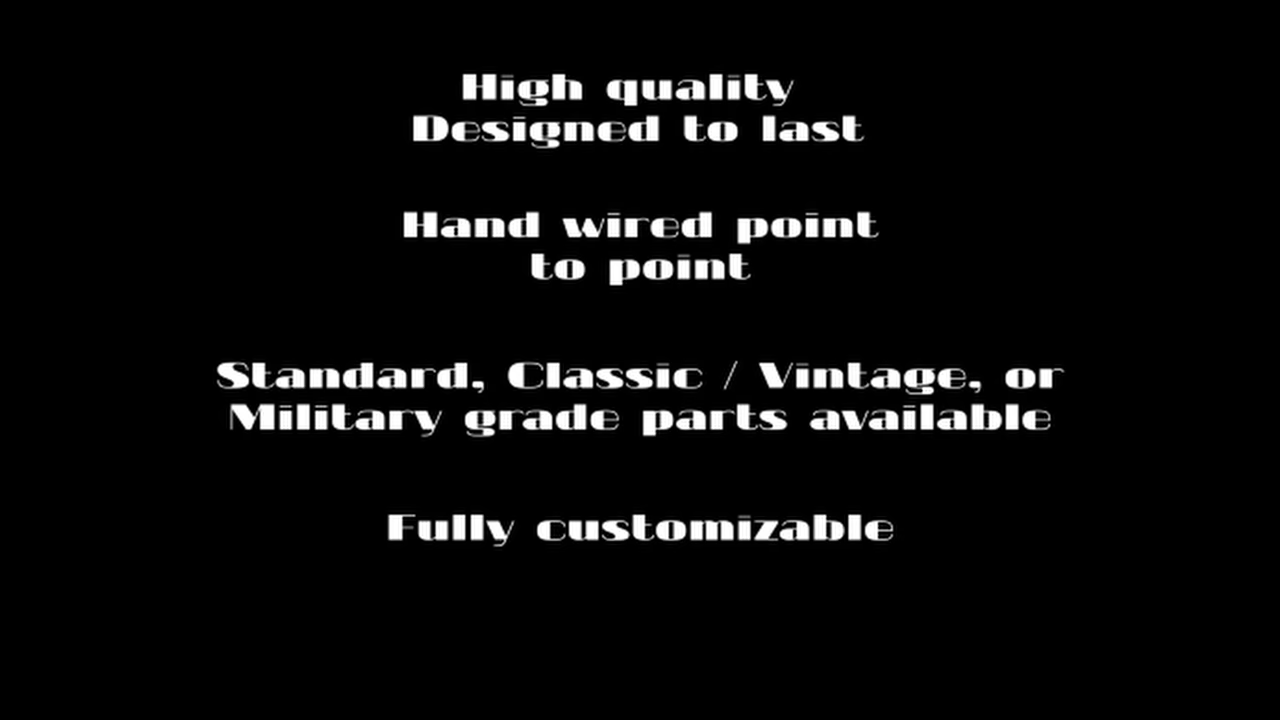 High quality
Designed to last
Hand wired point
to point
Standard, Classic / Vintage, or
Military grade parts available
Fully customizable